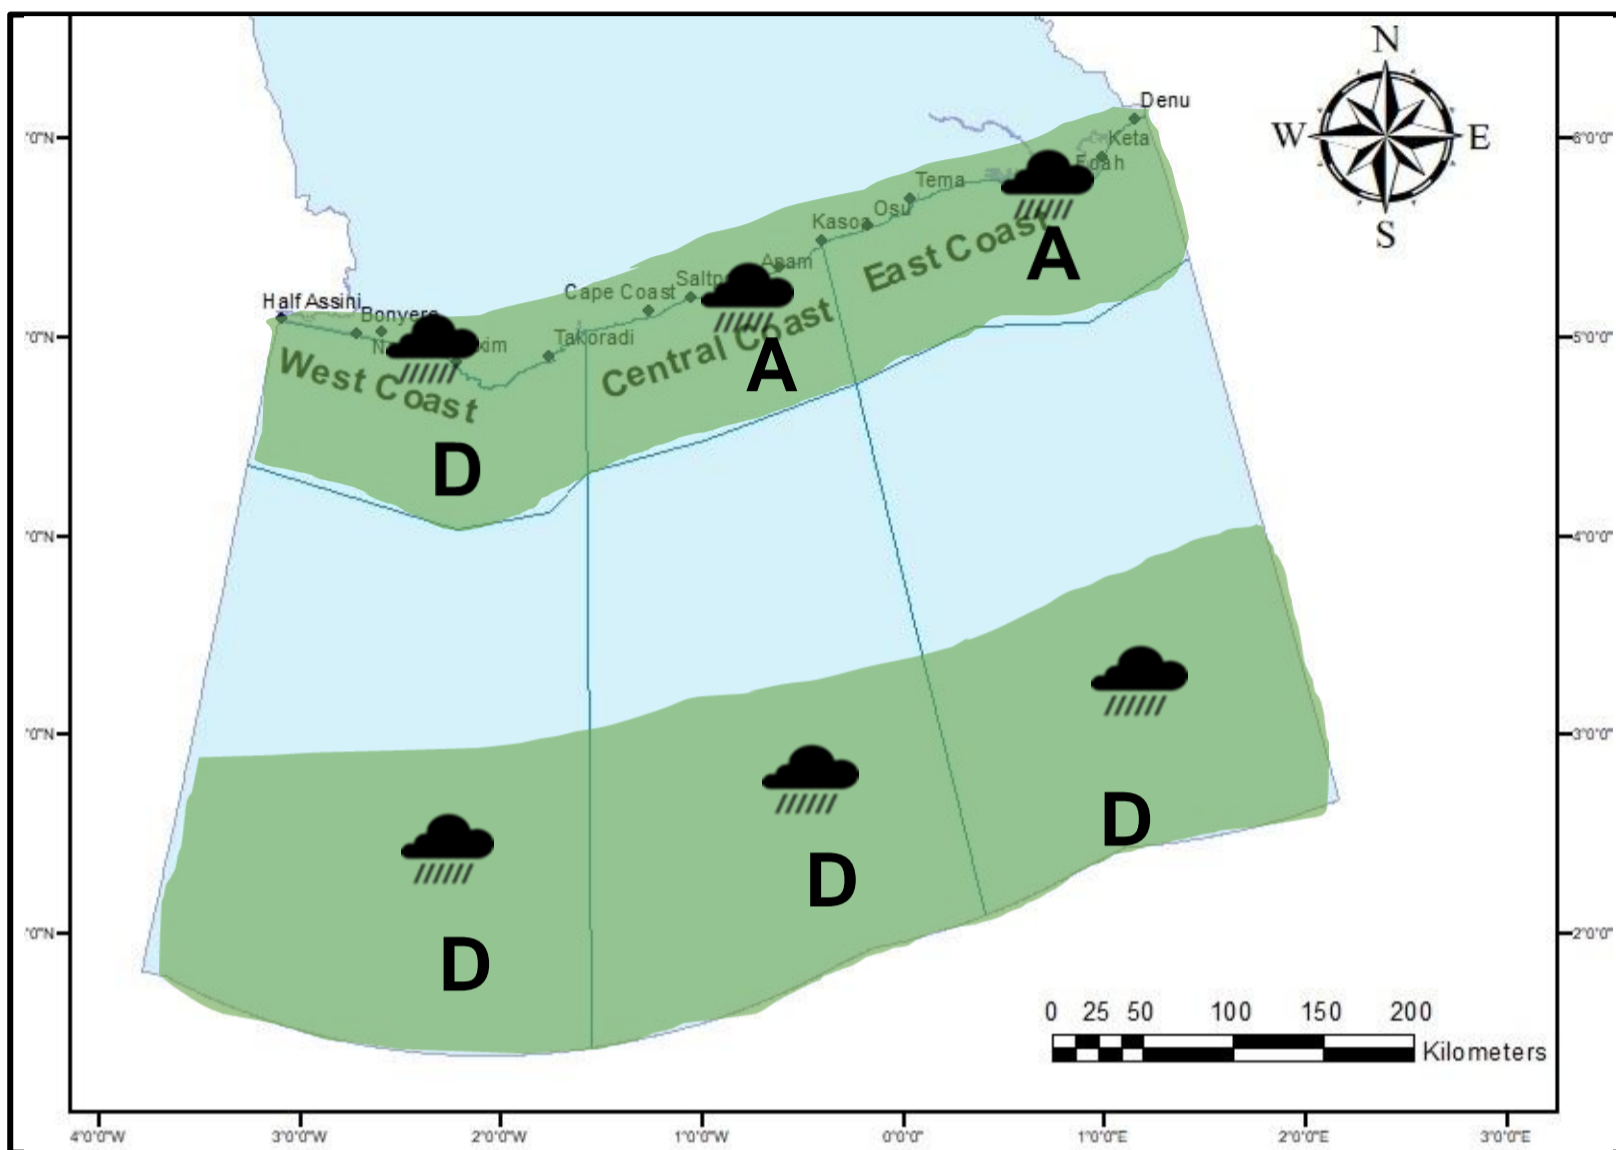 N
W E
S
Denu
Keta
Tema
Osu
Kasoa
Apam
Cape Coast
Takoradi
Half Assini
Bonyere
East Coast
A
Central Coast
A
West Coast
D
D
D
D
6°0'0"
5°0'0"
4°0'0"
3°0'0"
2°0'0"
0 25 50 100 150 200
Kilometers
4°0'0"W 3°0'0"W 2°0'0"W 1°0'0"W 0°0'0" 1°0'0"E 2°0'0"E 3°0'0"E